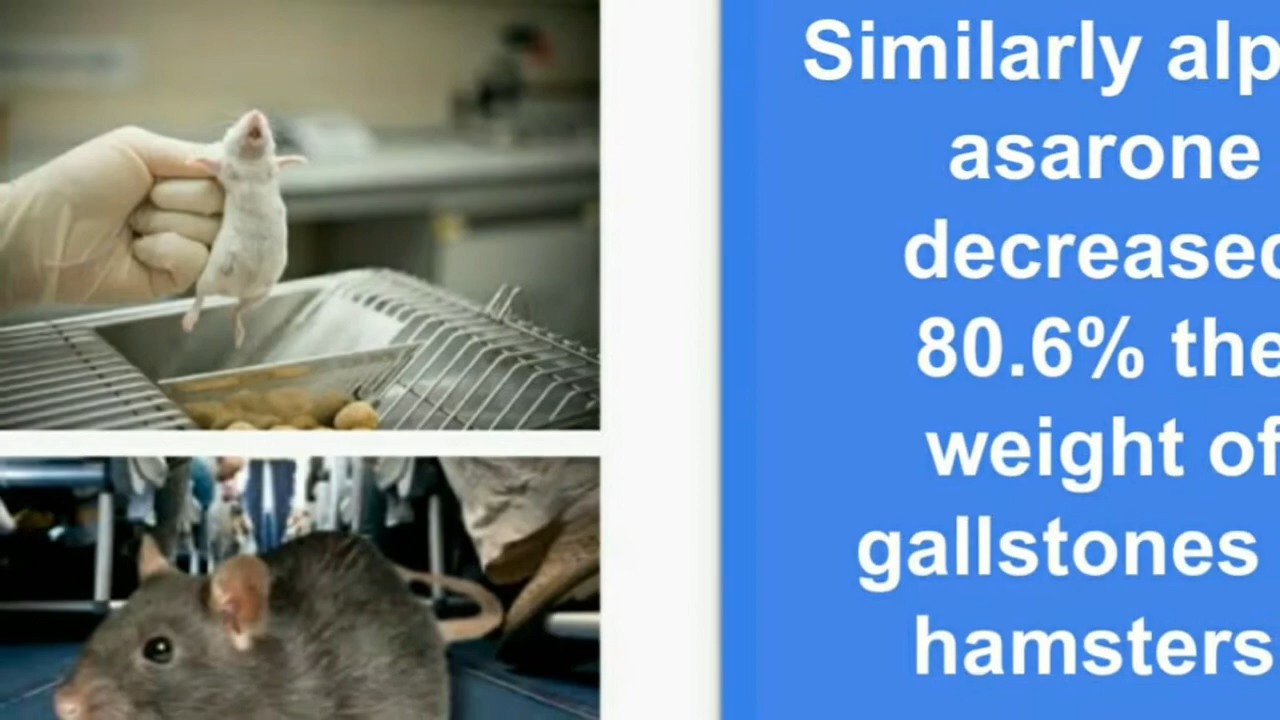 Similarly alp
asarone
decreased
80.6% the
weight of
gallstones
hamsters